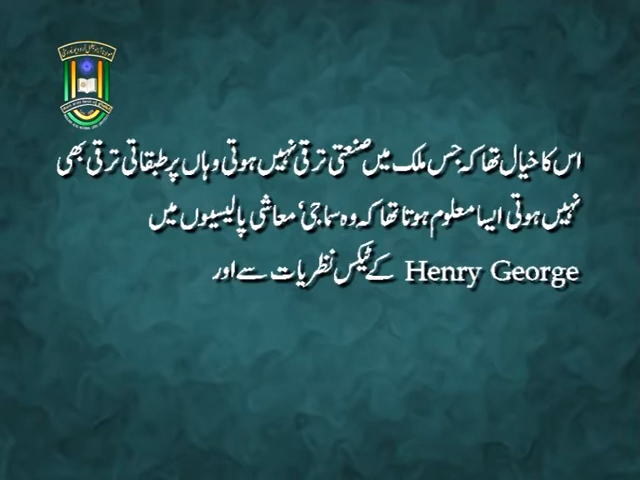 اس کا خیال تھا کہ جس ملک میں صنعتی ترقی نہیں ہوتی وہاں پر طبقاتی ترقی بھی
نہیں ہوتی ایسا معلوم ہوتا تھا کہ وہ سماجی، معاشی پالیسیوں میں
Henry George کے ٹیکس نظریات سے اور